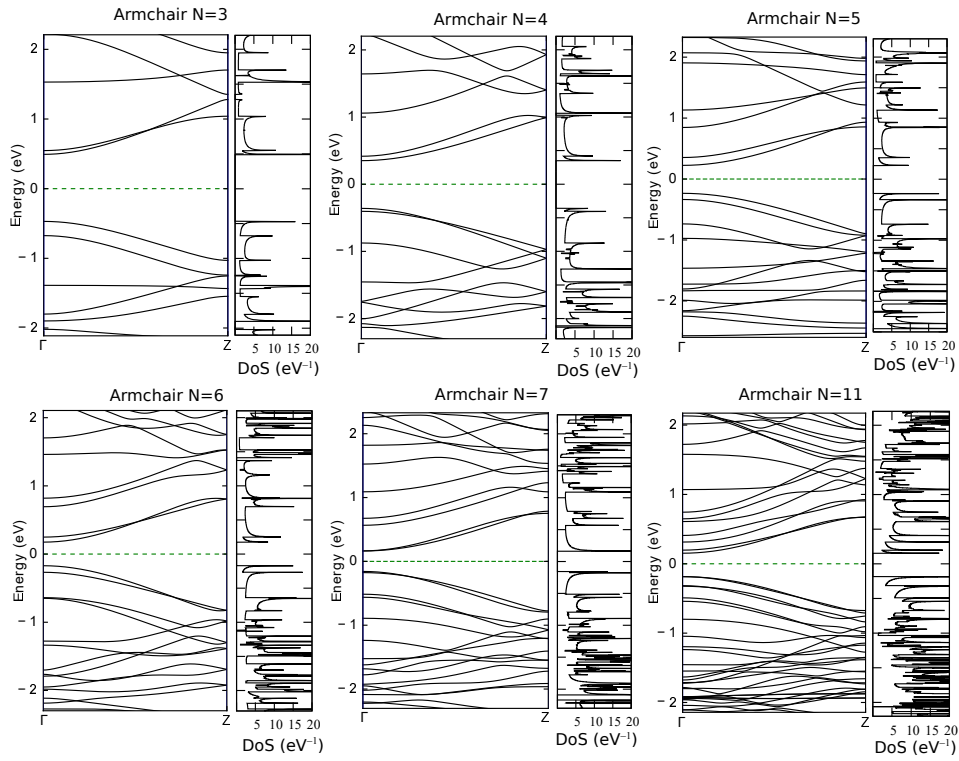 Armchair N=3
Energy (eV)
2
1
0
−1
−2
Γ
Z
5 10 15 20
DoS (eV⁻¹)
Armchair N=4
Energy (eV)
2
1
0
−1
−2
Γ
Z
5 10 15 20
DoS (eV⁻¹)
Armchair N=5
Energy (eV)
2
1
0
−1
−2
Γ
Z
5 10 15 20
DoS (eV⁻¹)
Armchair N=6
Energy (eV)
2
1
0
−1
−2
Γ
Z
5 10 15 20
DoS (eV⁻¹)
Armchair N=7
Energy (eV)
2
1
0
−1
−2
Γ
Z
5 10 15 20
DoS (eV⁻¹)
Armchair N=11
Energy (eV)
2
1
0
−1
−2
Γ
Z
5 10 15 20
DoS (eV⁻¹)